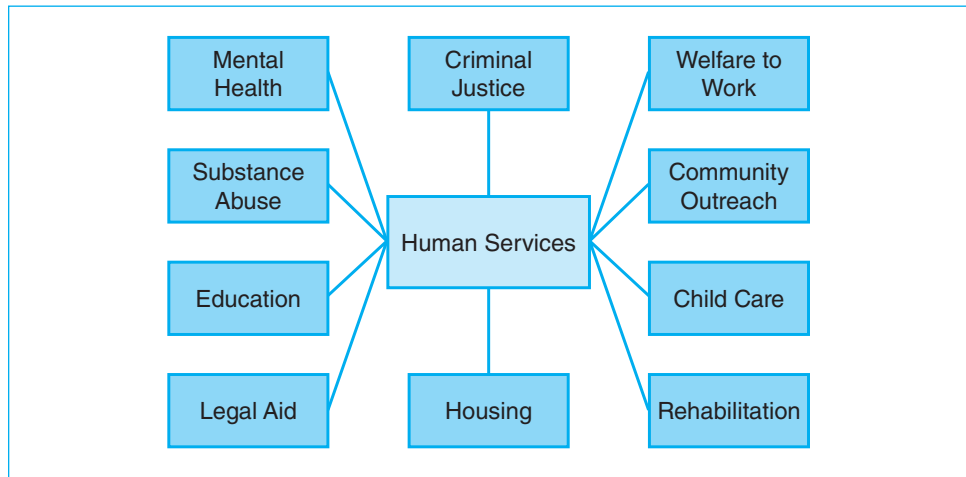 Mental
Health
Criminal
Justice
Welfare to
Work
Substance
Abuse
Community
Outreach
Human Services
Education
Child Care
Legal Aid
Housing
Rehabilitation